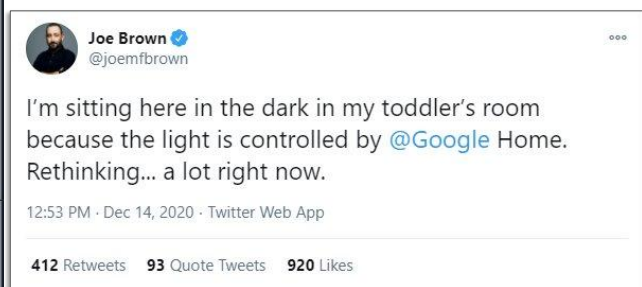 Joe Brown
@joemfbrown
I’m sitting here in the dark in my toddler’s room
because the light is controlled by @Google Home.
Rethinking... a lot right now.
12:53 PM · Dec 14, 2020 · Twitter Web App
412 Retweets 93 Quote Tweets 920 Likes